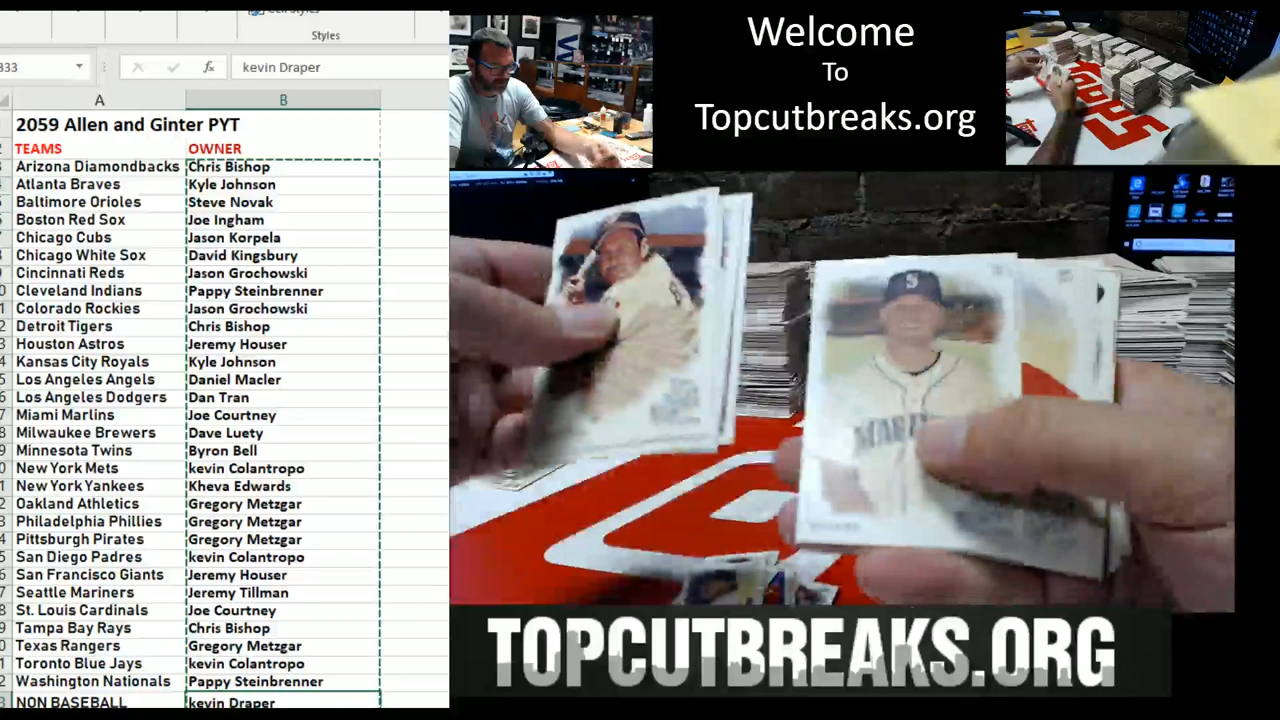 Styles
333
kevin Draper
A
B
2059 Allen and Ginter PYT
TEAMS OWNER
Arizona Diamondbacks Chris Bishop
Atlanta Braves Kyle Johnson
Baltimore Orioles Steve Novak
Boston Red Sox Joe Ingham
Chicago Cubs Jason Korpela
Chicago White Sox David Kingsbury
Cincinnati Reds Jason Grochowski
Cleveland Indians Pappy Steinbrenner
Colorado Rockies Jason Grochowski
Detroit Tigers Chris Bishop
Houston Astros Jeremy Houser
Kansas City Royals Kyle Johnson
Los Angeles Angels Daniel Macler
Los Angeles Dodgers Dan Tran
Miami Marlins Joe Courtney
Milwaukee Brewers Dave Luety
Minnesota Twins Byron Bell
New York Mets kevin Colantropo
New York Yankees Kheva Edwards
Oakland Athletics Gregory Metzgar
Philadelphia Phillies Gregory Metzgar
Pittsburgh Pirates Gregory Metzgar
San Diego Padres kevin Colantropo
San Francisco Giants Jeremy Houser
Seattle Mariners Jeremy Tillman
St. Louis Cardinals Joe Courtney
Tampa Bay Rays Chris Bishop
Texas Rangers Gregory Metzgar
Toronto Blue Jays kevin Colantropo
Washington Nationals Pappy Steinbrenner
NON BASEBALL kevin Draper
Welcome
To
Topcutbreaks.org
topps
S
TOPCUTBREAKS.ORG